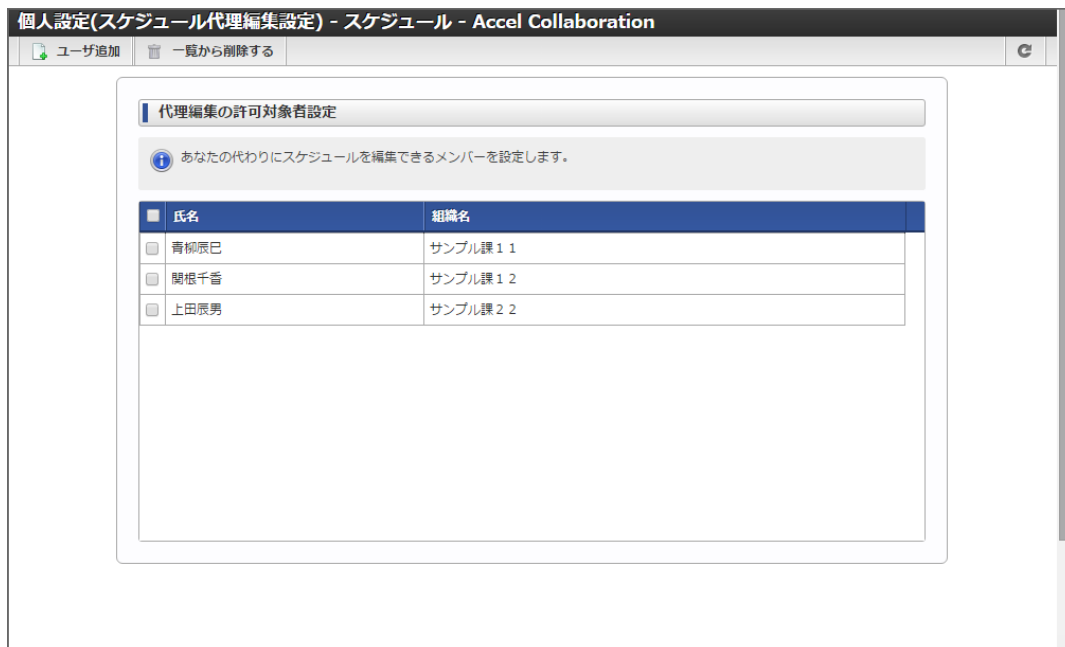 個人設定(スケジュール代理編集設定) - スケジュール - Accel Collaboration
ユーザ追加 一覧から削除する
代理編集の許可対象者設定
あなたの代わりにスケジュールを編集できるメンバーを設定します。
氏名 組織名
青柳辰巳 サンプル課１１
関根千香 サンプル課１２
上田辰男 サンプル課２２